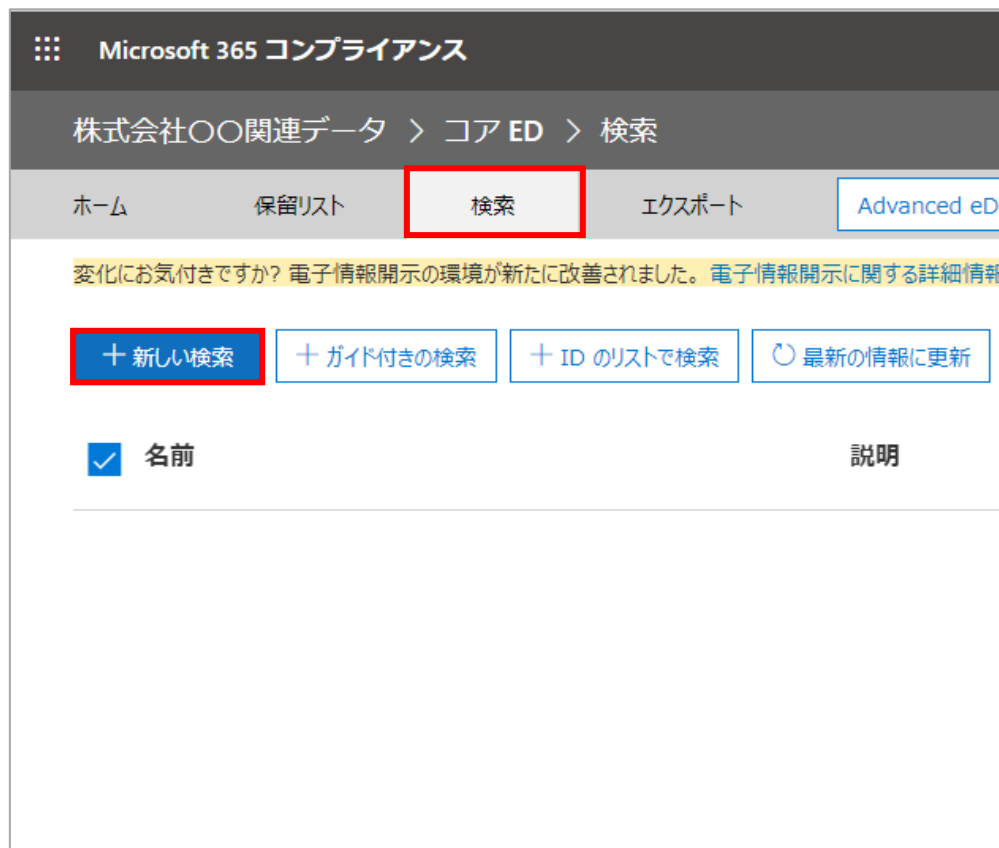 Microsoft 365 コンプライアンス
株式会社〇〇関連データ > コア ED > 検索
ホーム 保留リスト 検索 エクスポート Advanced eD
変化にお気付きですか? 電子情報開示の環境が新たに改善されました。電子情報開示に関する詳細情報
+ 新しい検索 + ガイド付きの検索 + ID のリストで検索 最新の情報に更新
名前 説明